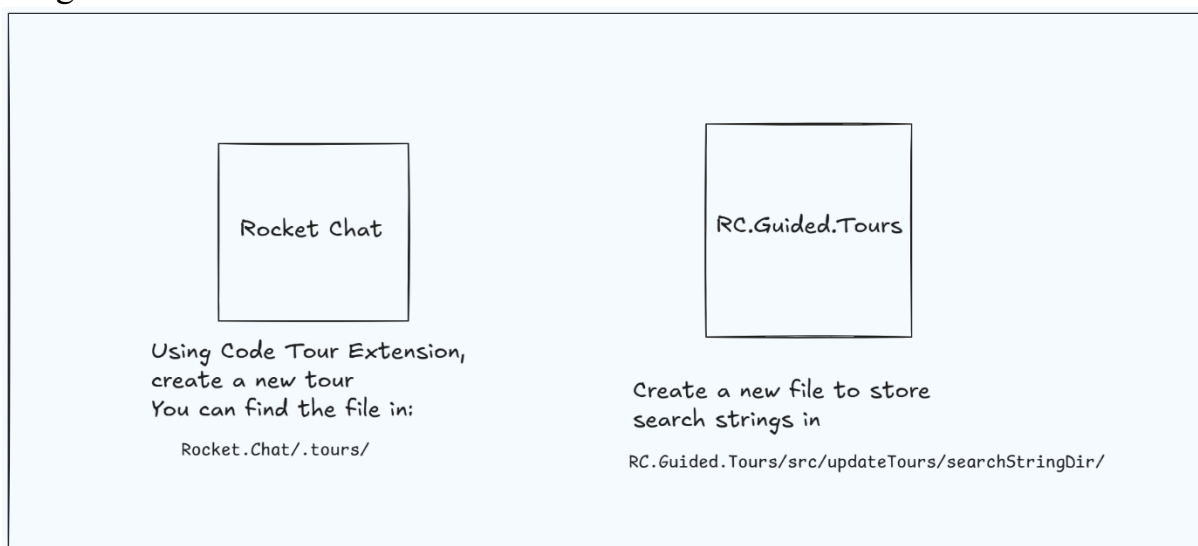 Rocket Chat
Using Code Tour Extension,
create a new tour
You can find the file in:
Rocket.Chat/.tours/
RC.Guided.Tours
Create a new file to store
search strings in
RC.Guided.Tours/src/updateTours/searchStringDir/